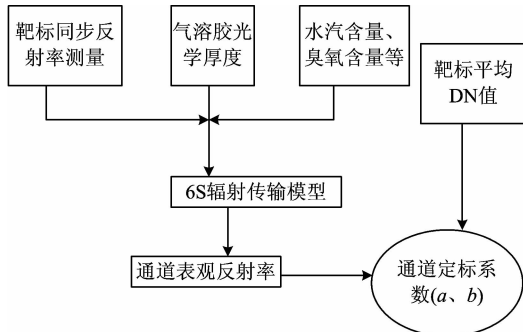 靶标同步反
射率测量
气溶胶光
学厚度
水汽含量、
臭氧含量等
靶标平均
DN值
6S辐射传输模型
通道表观反射率
通道定标系
数(a、b)